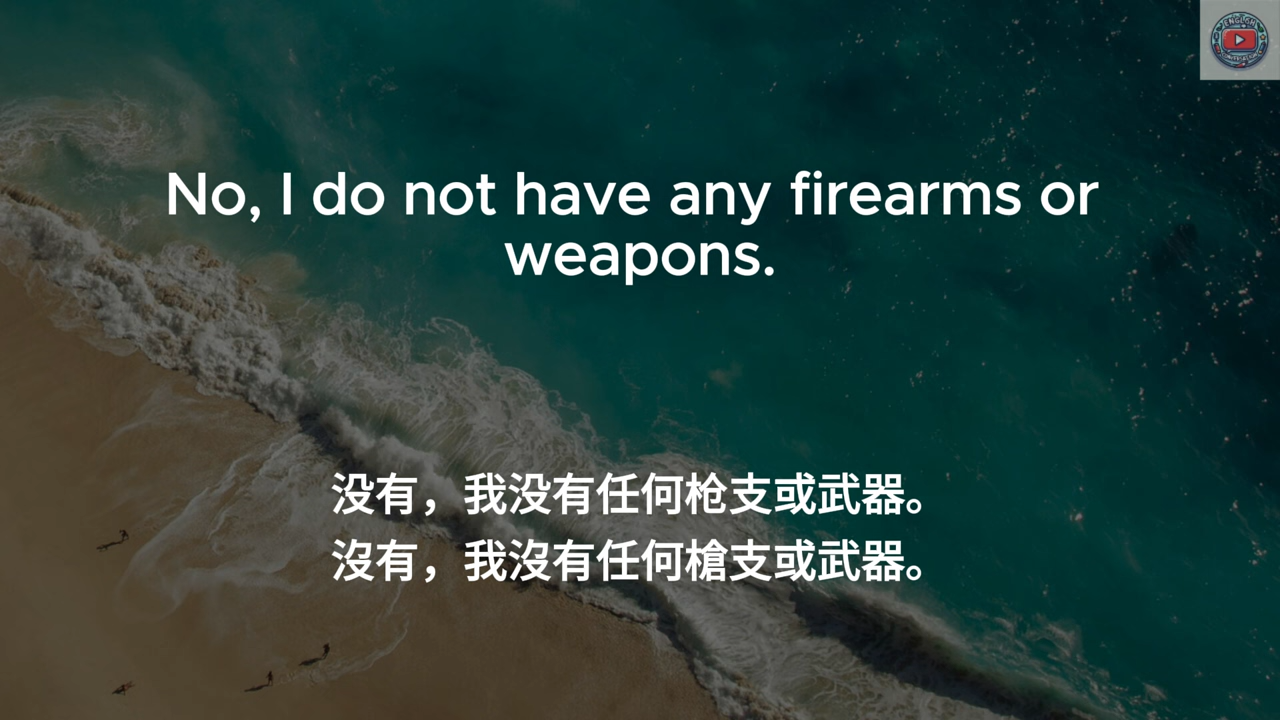 No, I do not have any firearms or
weapons.
没有，我没有任何枪支或武器。
沒有，我沒有任何槍支或武器。
ENGLISH